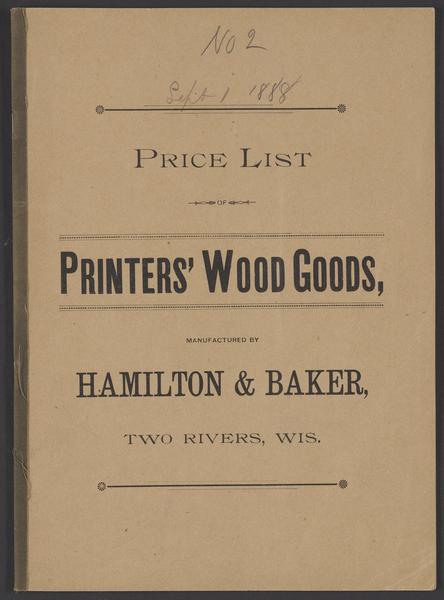 No 2
Sept 1 1888
PRICE LIST
OF
PRINTERS' WOOD GOODS,
MANUFACTURED BY
HAMILTON & BAKER,
TWO RIVERS, WIS.